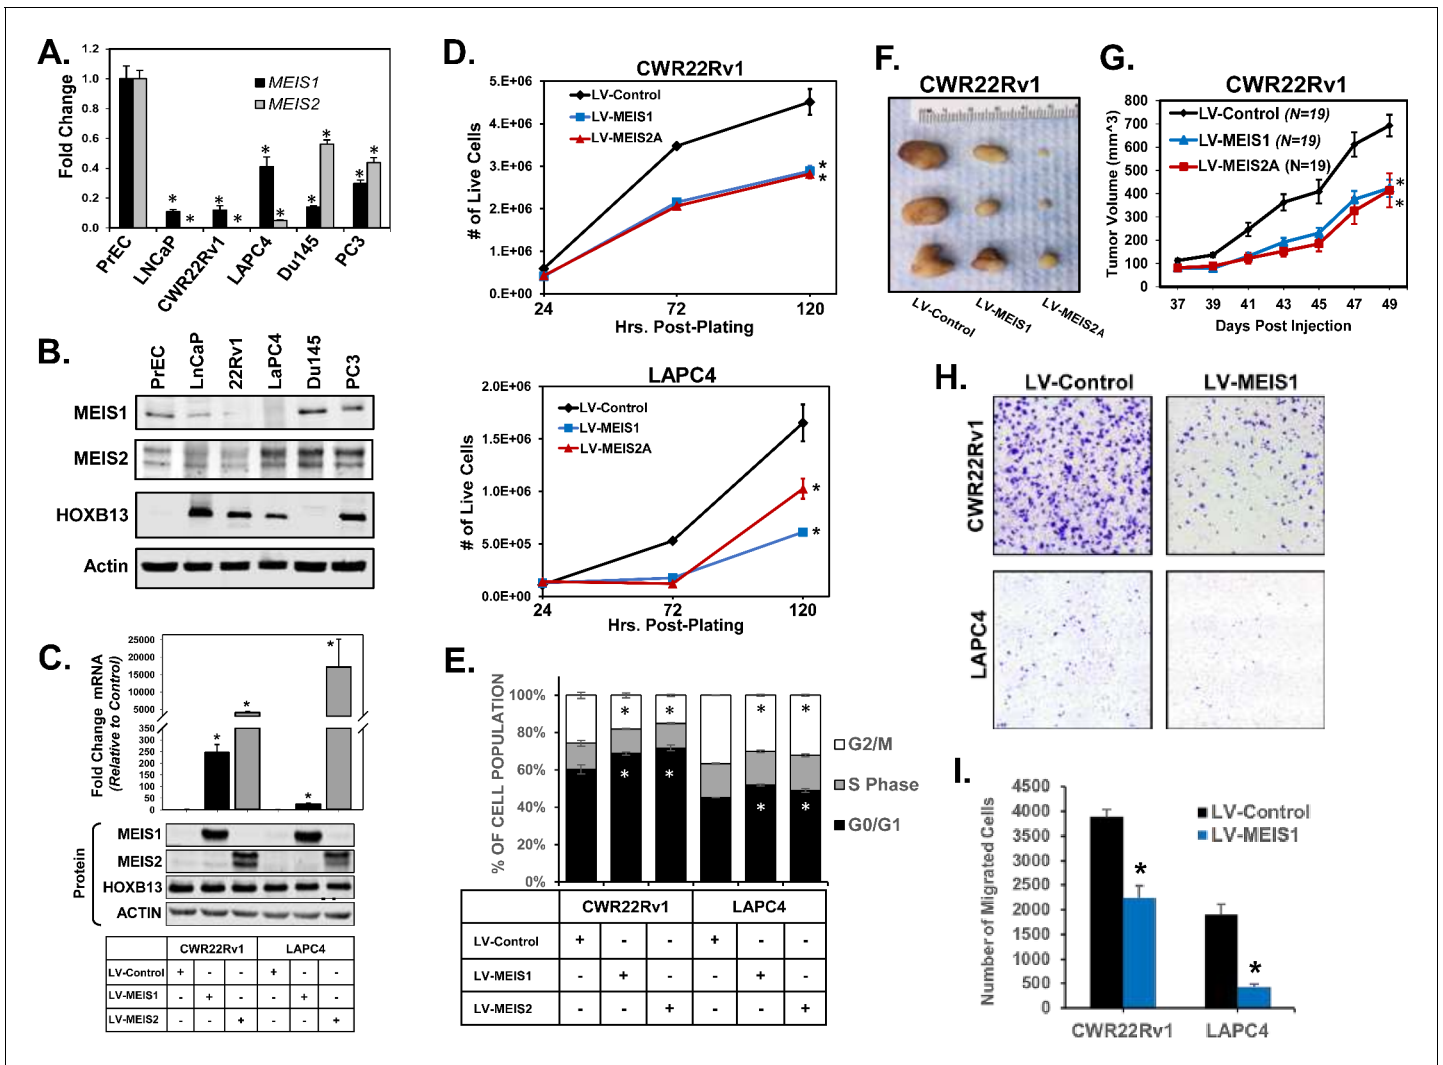 A.
1.2
1.0
0.8
0.6
0.4
0.2
0.0
Fold Change
MEIS1
MEIS2
* * * * * * * * * *
PrEC
LNCaP
CWR22Rv1
LAPC4
Du145
PC3
B.
PrEC
LnCaP
22Rv1
LaPC4
Du145
PC3
MEIS1
MEIS2
HOXB13
Actin
C.
Fold Change mRNA
(Relative to Control)
25000
20000
15000
10000
5000
350
300
250
200
150
100
50
0
* * * *
Protein
MEIS1
MEIS2
HOXB13
ACTIN
CWR22Rv1 LAPC4
LV-Control + - - + - -
LV-MEIS1 - + - - + -
LV-MEIS2 - - + - - +
D.
CWR22Rv1
5.E+06
4.E+06
3.E+06
2.E+06
1.E+06
0.E+00
# of Live Cells
LV-Control
LV-MEIS1
LV-MEIS2A
*
*
24 72 120
Hrs. Post-Plating
LAPC4
2.0E+06
1.5E+06
1.0E+06
5.0E+05
0.0E+00
# of Live Cells
LV-Control
LV-MEIS1
LV-MEIS2A
*
*
24 72 120
Hrs. Post-Plating
E.
% OF CELL POPULATION
100%
80%
60%
40%
20%
0%
* * * *
* * * *
G2/M
S Phase
G0/G1
CWR22Rv1 LAPC4
LV-Control + - - + - -
LV-MEIS1 - + - - + -
LV-MEIS2 - - + - - +
F.
CWR22Rv1
LV-Control
LV-MEIS1
LV-MEIS2A
G.
CWR22Rv1
800
700
600
500
400
300
200
100
0
Tumor Volume (mm^3)
LV-Control (N=19)
LV-MEIS1 (N=19)
LV-MEIS2A (N=19)
*
*
37 39 41 43 45 47 49
Days Post Injection
H.
LV-Control LV-MEIS1
CWR22Rv1
LAPC4
I.
Number of Migrated Cells
4500
4000
3500
3000
2500
2000
1500
1000
500
0
LV-Control
LV-MEIS1
*
*
CWR22Rv1 LAPC4